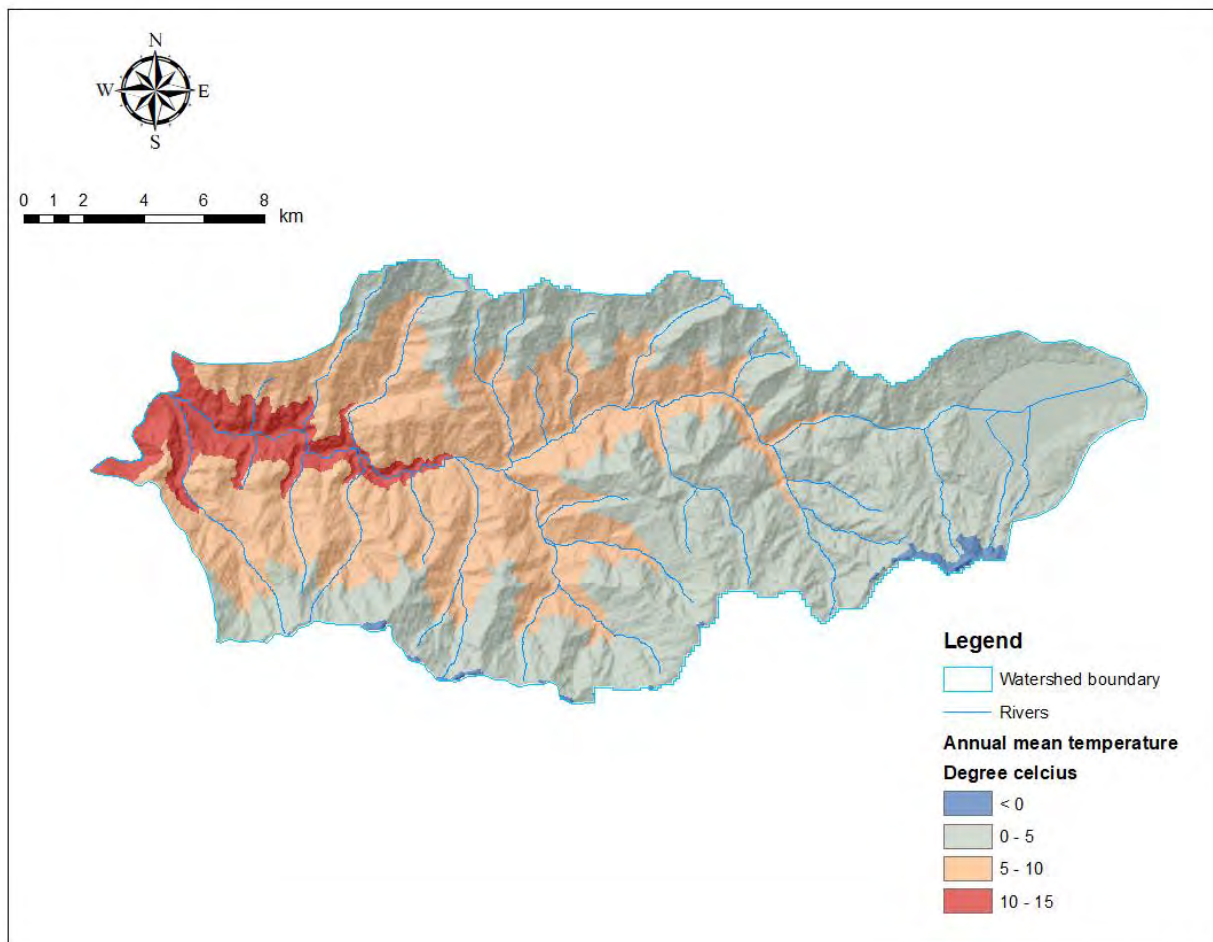 N
W E
S
0 1 2 4 6 8
km
Legend
Watershed boundary
Rivers
Annual mean temperature
Degree celcius
< 0
0 - 5
5 - 10
10 - 15